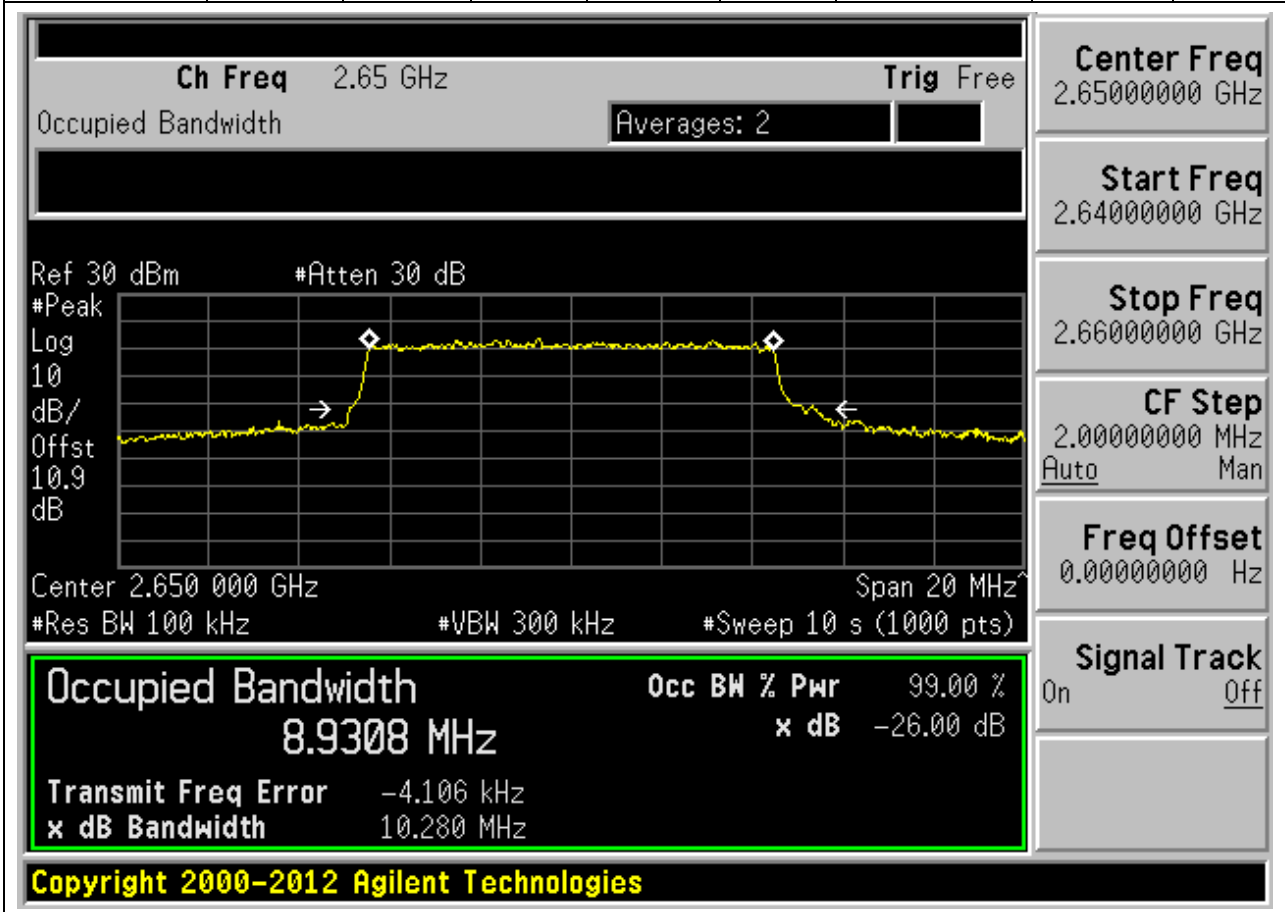 Ch Freq 2.65 GHz Trig Free
Occupied Bandwidth Averages: 2
Ref 30 dBm #Atten 30 dB
#Peak
Log
10
dB/
Offst
10.9
dB
Center 2.650 000 GHz Span 20 MHz^
#Res BW 100 kHz #VBW 300 kHz #Sweep 10 s (1000 pts)
Occupied Bandwidth Occ BW % Pwr 99.00 %
8.9308 MHz x dB -26.00 dB
Transmit Freq Error -4.106 kHz
x dB Bandwidth 10.280 MHz
Copyright 2000-2012 Agilent Technologies
Center Freq
2.65000000 GHz
Start Freq
2.64000000 GHz
Stop Freq
2.66000000 GHz
CF Step
2.00000000 MHz
Auto Man
Freq Offset
0.00000000 Hz
Signal Track
On Off